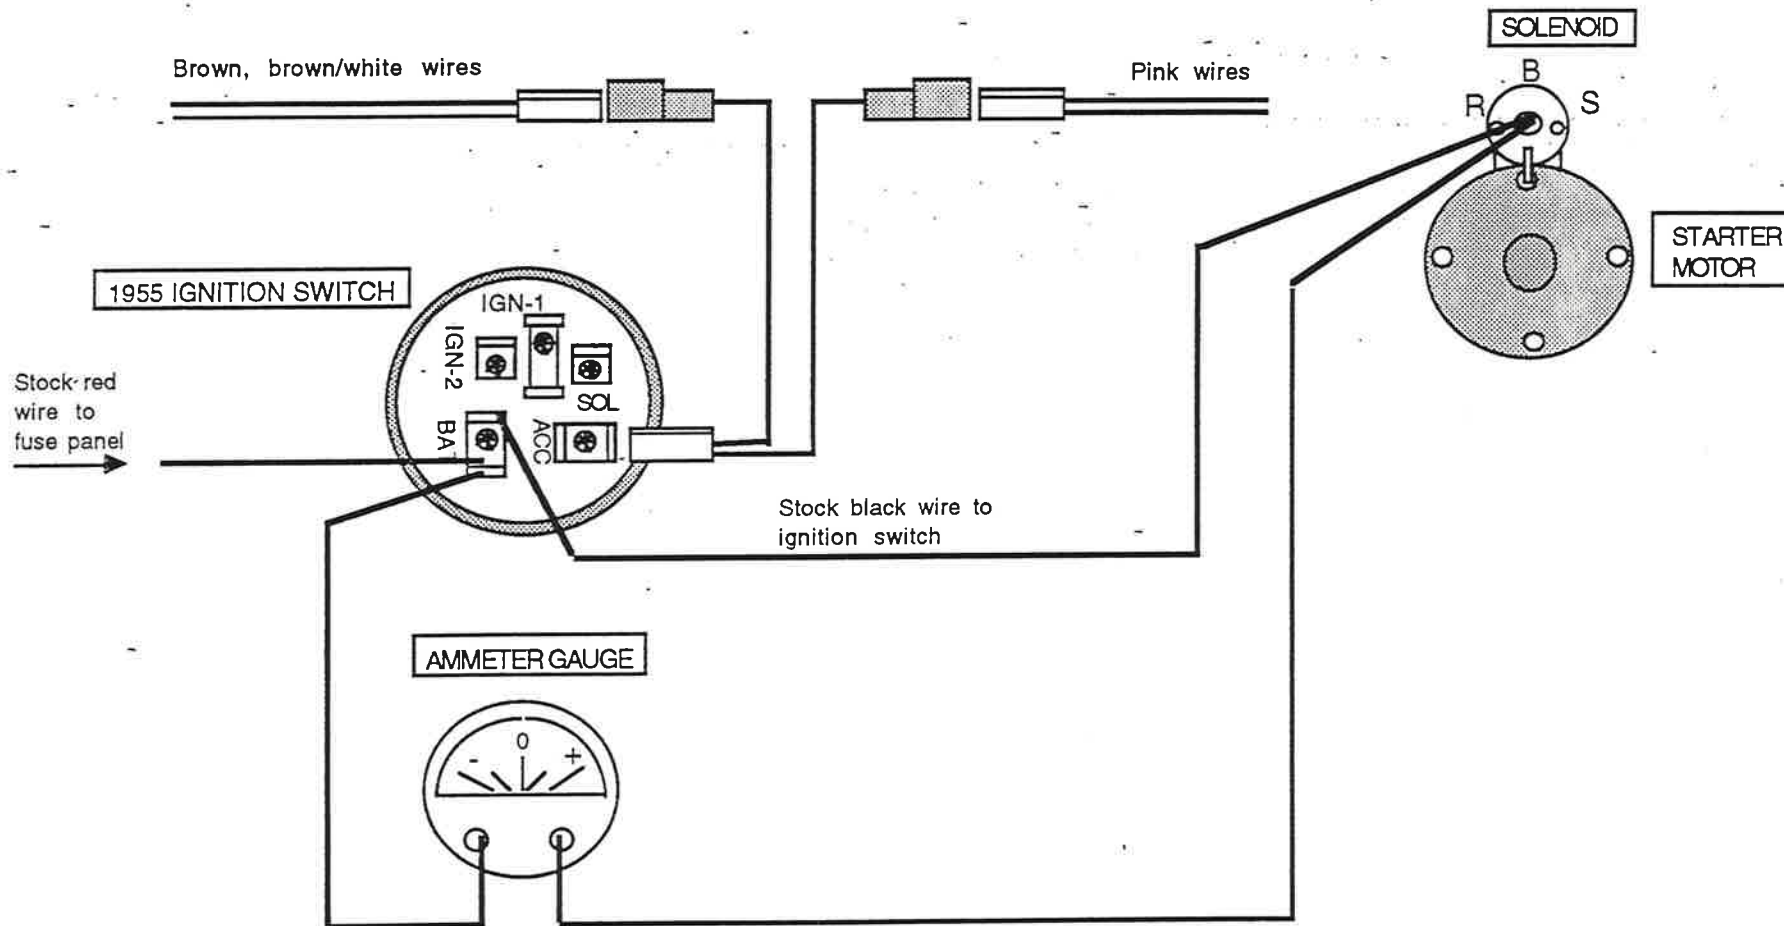 SOLENOID
Brown, brown/white wires
Pink wires
B
R
S
STARTER
MOTOR
1955 IGNITION SWITCH
IGN-1
IGN-2
SOL
Stock red
wire to
fuse panel
BAT
ACC
Stock black wire to
ignition switch
AMMETER GAUGE
- 0 +